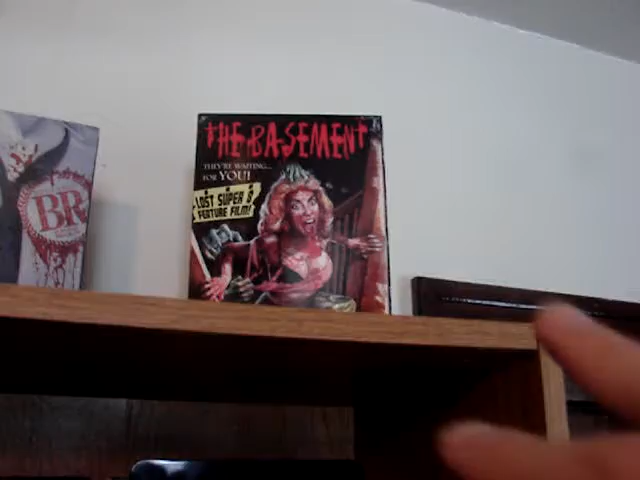 BR
THE BASEMENT
THEY'RE WAITING...
FOR YOU!
LOST SUPER 8
FEATURE FILM!